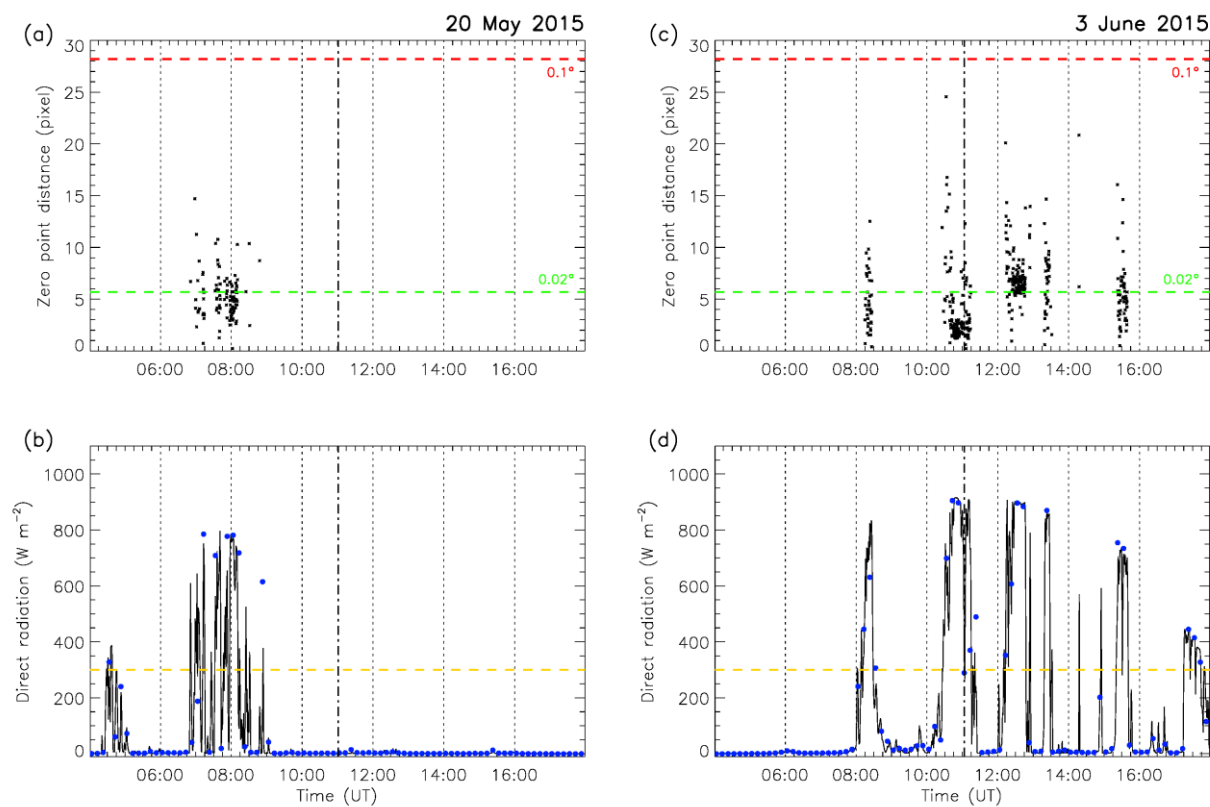 (a)
20 May 2015
30
25
20
15
10
5
0
Zero point distance (pixel)
0.1°
0.02°
06:00 08:00 10:00 12:00 14:00 16:00
(c)
3 June 2015
30
25
20
15
10
5
0
Zero point distance (pixel)
0.1°
0.02°
06:00 08:00 10:00 12:00 14:00 16:00
(b)
1000
800
600
400
200
0
Direct radiation (W m⁻²)
06:00 08:00 10:00 12:00 14:00 16:00
Time (UT)
(d)
1000
800
600
400
200
0
Direct radiation (W m⁻²)
06:00 08:00 10:00 12:00 14:00 16:00
Time (UT)